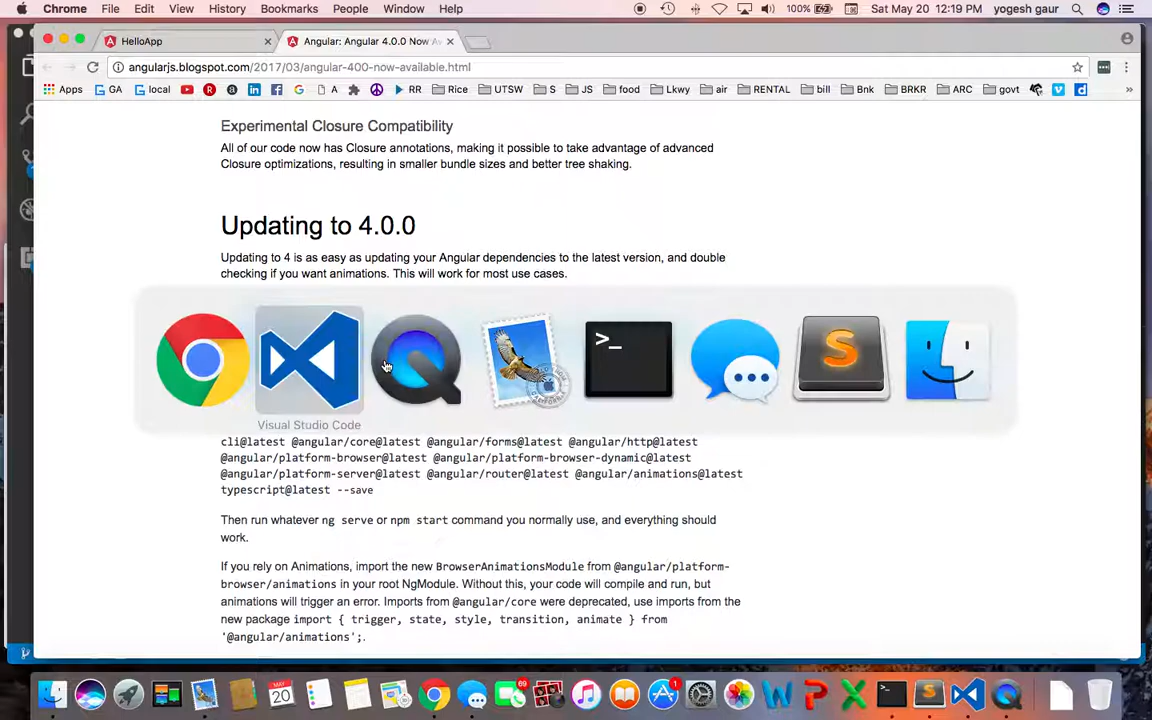 Chrome File Edit View History Bookmarks People Window Help 100% Sat May 20 12:19 PM yogesh gaur
HelloApp Angular: Angular 4.0.0 Now Av
angularjs.blogspot.com/2017/03/angular-400-now-available.html
Apps GA local A RR Rice UTSW S JS food Lkwy air RENTAL bill Bnk BRKR ARC govt »
Experimental Closure Compatibility
All of our code now has Closure annotations, making it possible to take advantage of advanced
Closure optimizations, resulting in smaller bundle sizes and better tree shaking.
Updating to 4.0.0
Updating to 4 is as easy as updating your Angular dependencies to the latest version, and double
checking if you want animations. This will work for most use cases.
Visual Studio Code
cli@latest @angular/core@latest @angular/forms@latest @angular/http@latest
@angular/platform-browser@latest @angular/platform-browser-dynamic@latest
@angular/platform-server@latest @angular/router@latest @angular/animations@latest
typescript@latest --save
Then run whatever ng serve or npm start command you normally use, and everything should
work.
If you rely on Animations, import the new BrowserAnimationsModule from @angular/platform-
browser/animations in your root NgModule. Without this, your code will compile and run, but
animations will trigger an error. Imports from @angular/core were deprecated, use imports from the
new package import { trigger, state, style, transition, animate } from
'@angular/animations';.